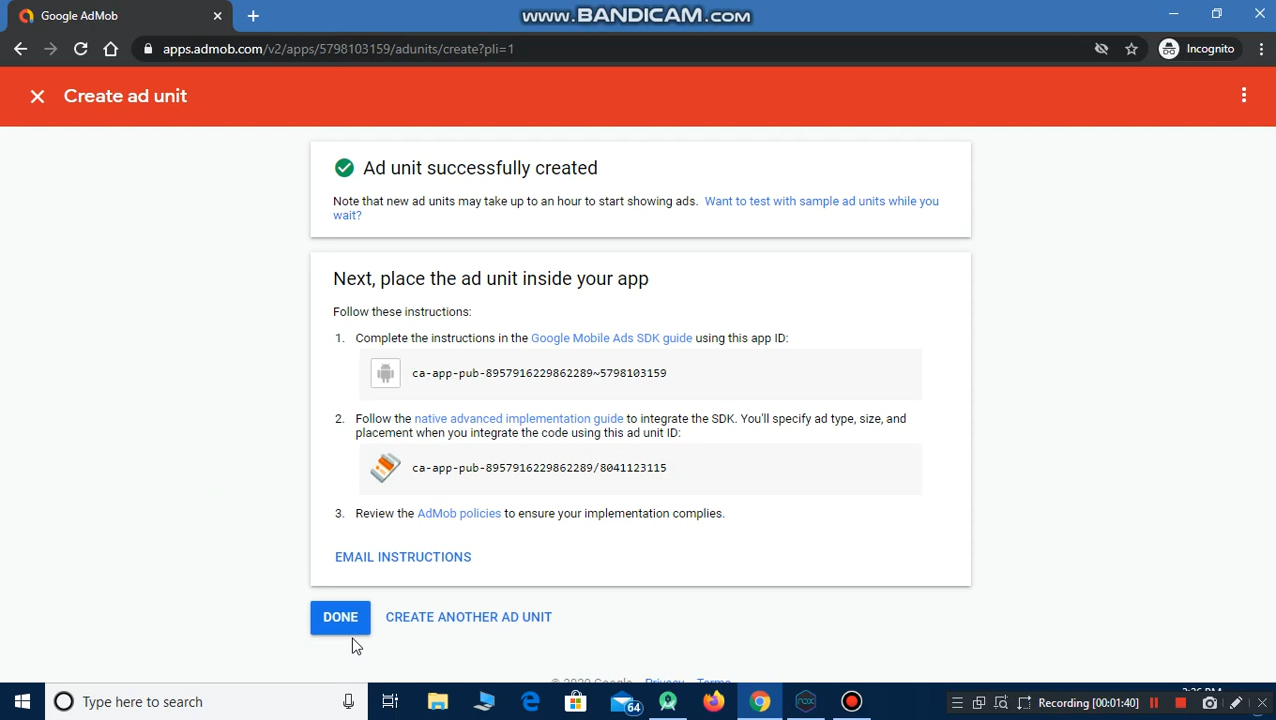 Google AdMob
www.BANDICAM.com
apps.admob.com/v2/apps/5798103159/adunits/create?pli=1
Incognito
Create ad unit
Ad unit successfully created
Note that new ad units may take up to an hour to start showing ads. Want to test with sample ad units while you
wait?
Next, place the ad unit inside your app
Follow these instructions:
1. Complete the instructions in the Google Mobile Ads SDK guide using this app ID:
ca-app-pub-8957916229862289~5798103159
2. Follow the native advanced implementation guide to integrate the SDK. You'll specify ad type, size, and
placement when you integrate the code using this ad unit ID:
ca-app-pub-8957916229862289/8041123115
3. Review the AdMob policies to ensure your implementation complies.
EMAIL INSTRUCTIONS
DONE
CREATE ANOTHER AD UNIT
© 2020 Google Privacy Terms
Type here to search
64
nox
Recording [00:01:40]